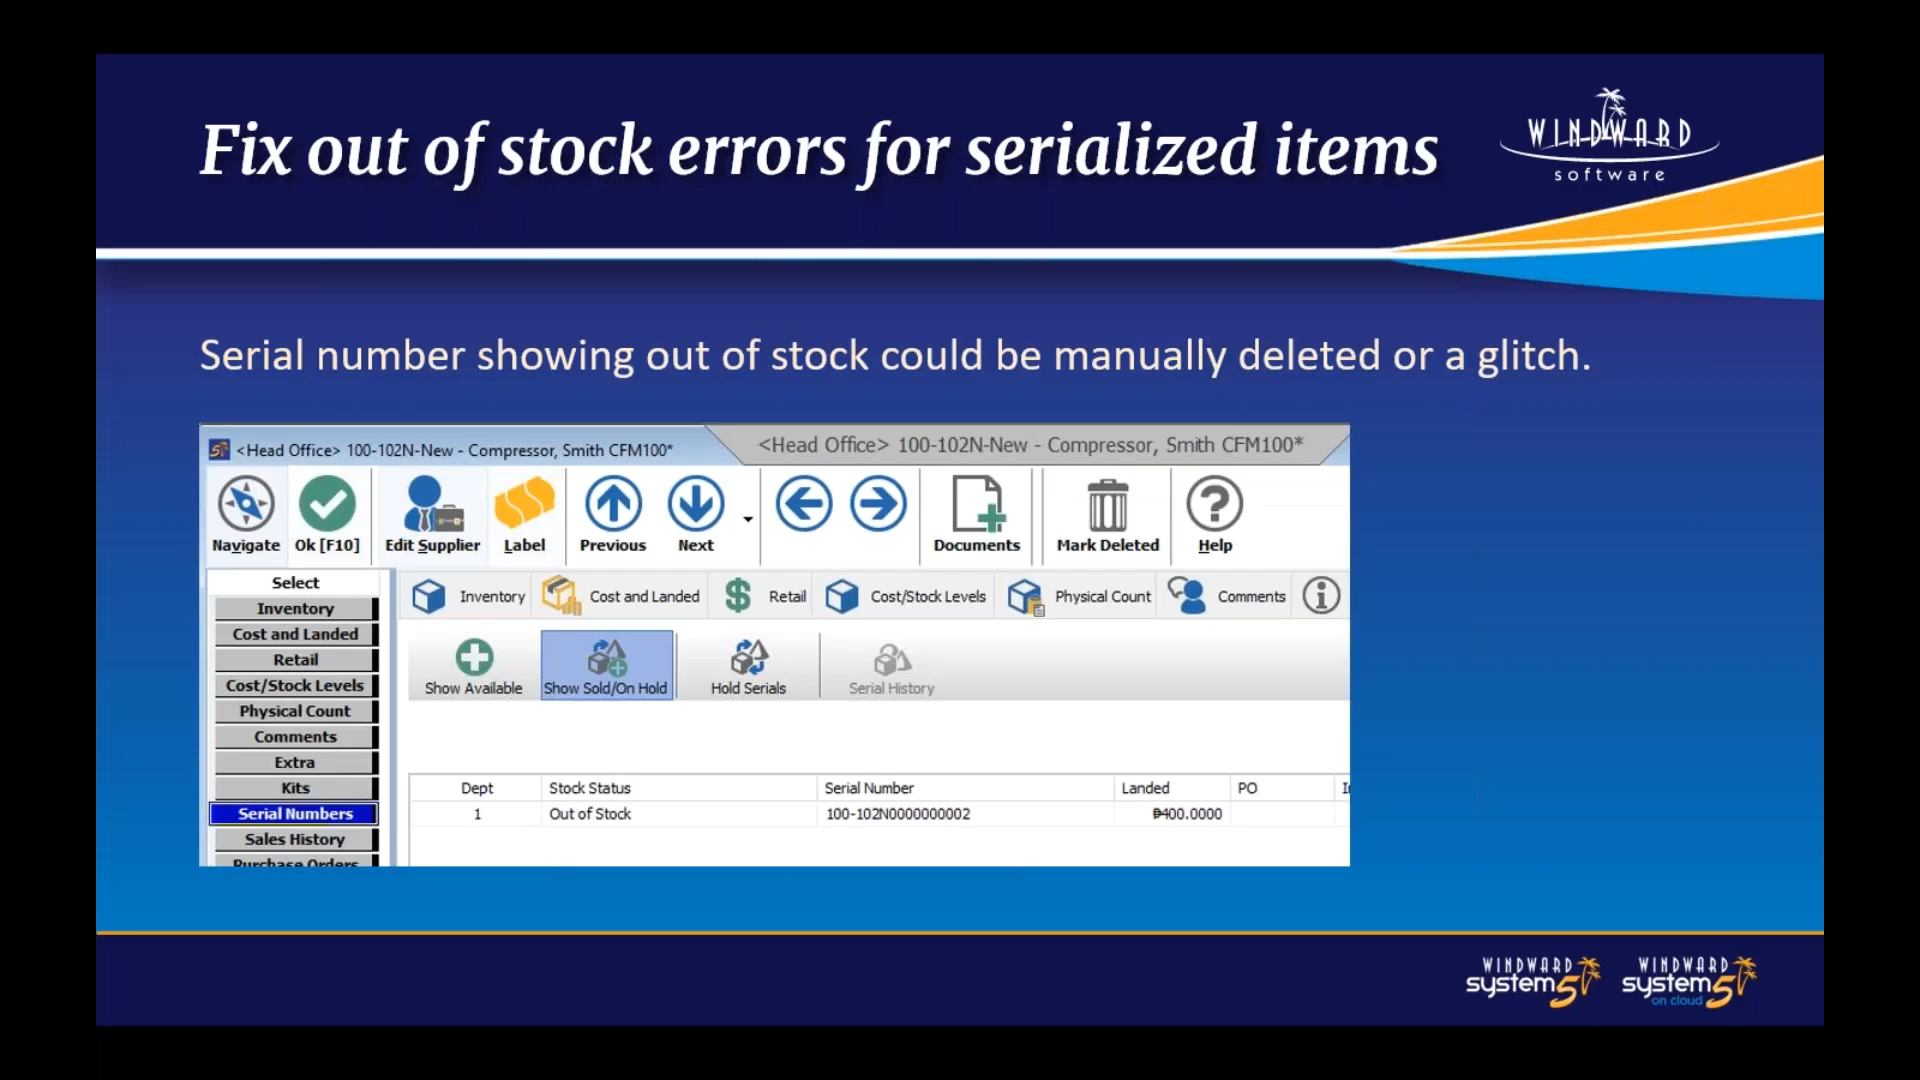 Fix out of stock errors for serialized items
WINDWARD
software
Serial number showing out of stock could be manually deleted or a glitch.
<Head Office> 100-102N-New - Compressor, Smith CFM100*
<Head Office> 100-102N-New - Compressor, Smith CFM100*
Navigate Ok [F10] Edit Supplier Label Previous Next Documents Mark Deleted Help
Select
Inventory
Cost and Landed
Retail
Cost/Stock Levels
Physical Count
Comments
Extra
Kits
Serial Numbers
Sales History
Purchase Orders
Inventory Cost and Landed Retail Cost/Stock Levels Physical Count Comments
Show Available Show Sold/On Hold Hold Serials Serial History
Dept Stock Status Serial Number Landed PO
1 Out of Stock 100-102N0000000002 ₱400.0000
WINDWARD
system5
WINDWARD
system5
on cloud